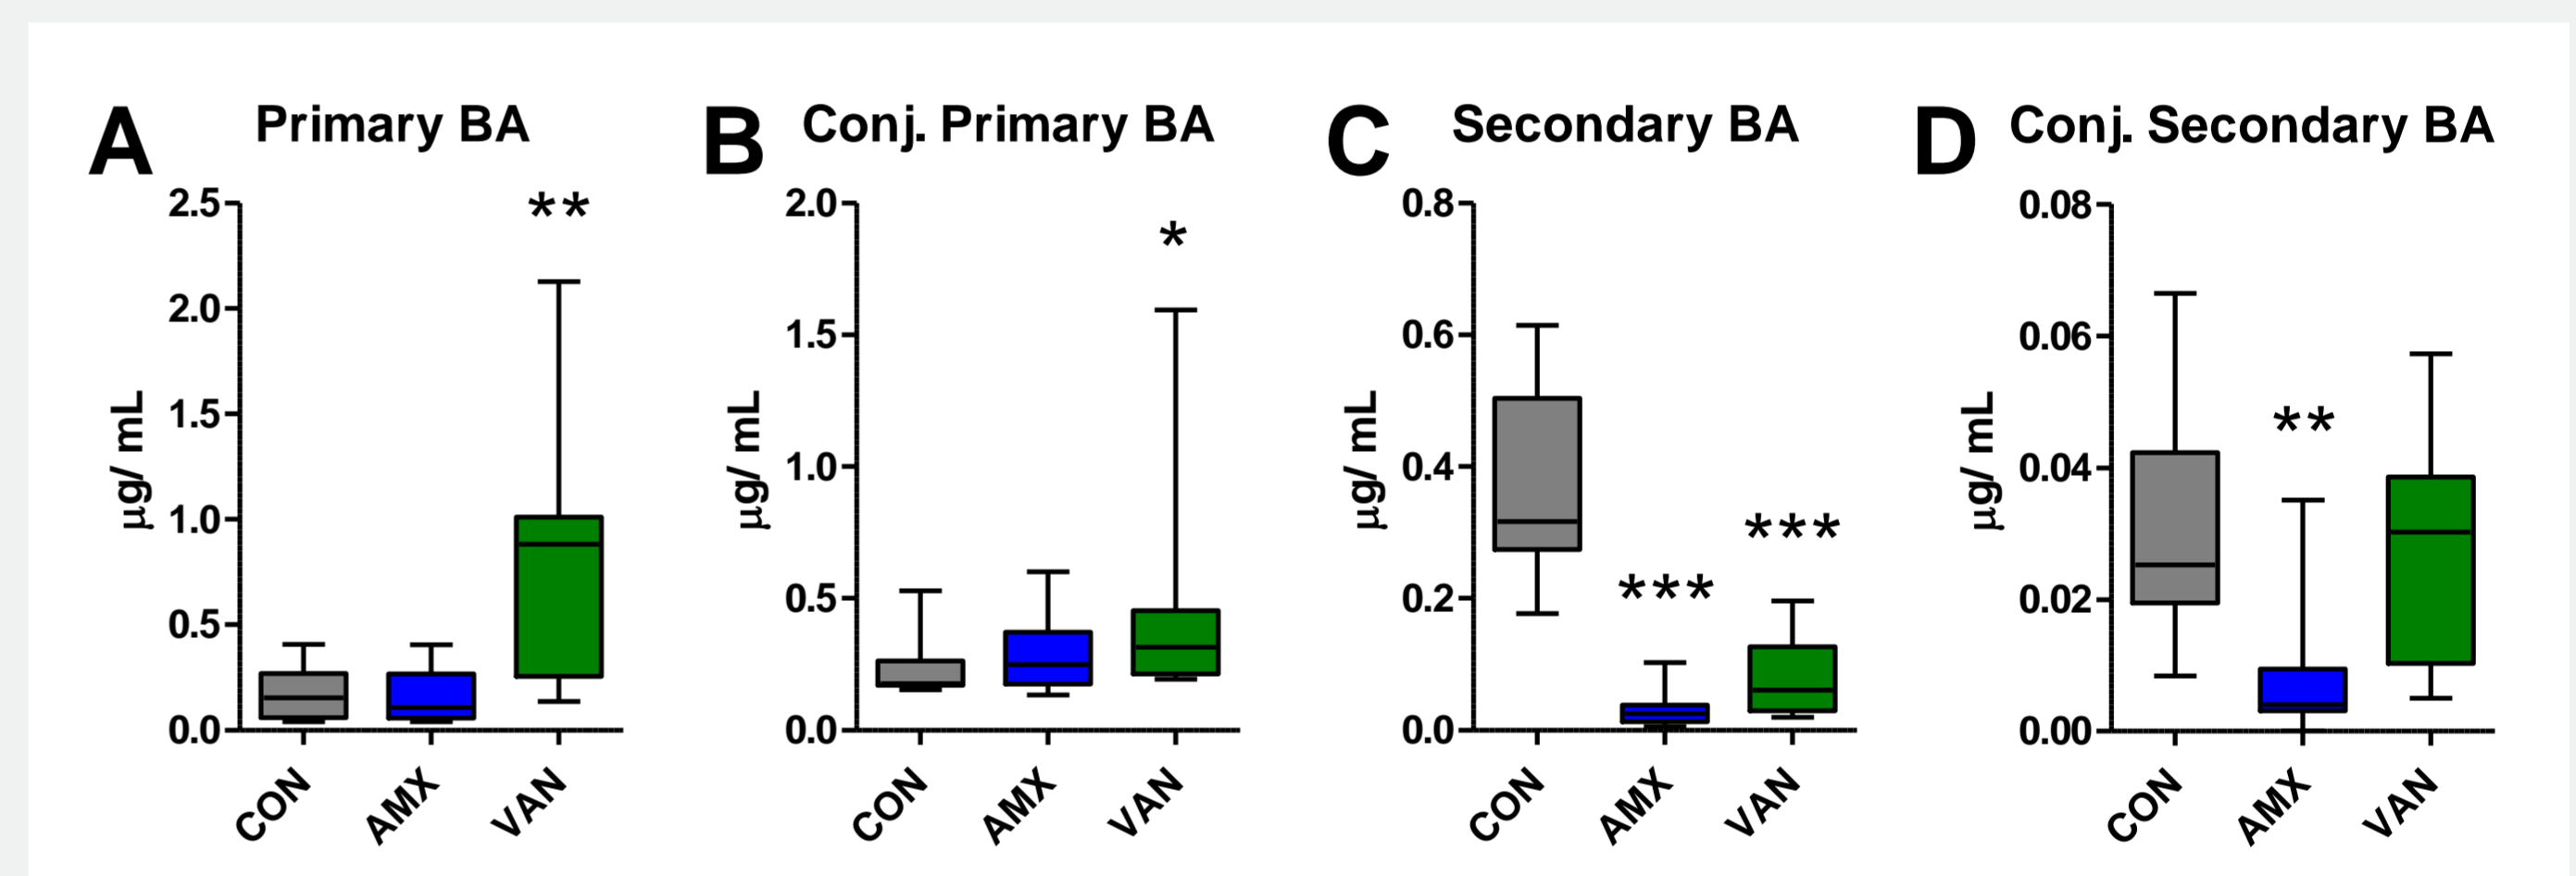 A Primary BA
2.5
2.0
1.5
1.0
0.5
0.0
µg/ mL
**
CON
AMX
VAN
B Conj. Primary BA
2.0
1.5
1.0
0.5
0.0
µg/ mL
*
CON
AMX
VAN
C Secondary BA
0.8
0.6
0.4
0.2
0.0
µg/ mL
***
***
CON
AMX
VAN
D Conj. Secondary BA
0.08
0.06
0.04
0.02
0.00
µg/ mL
**
CON
AMX
VAN